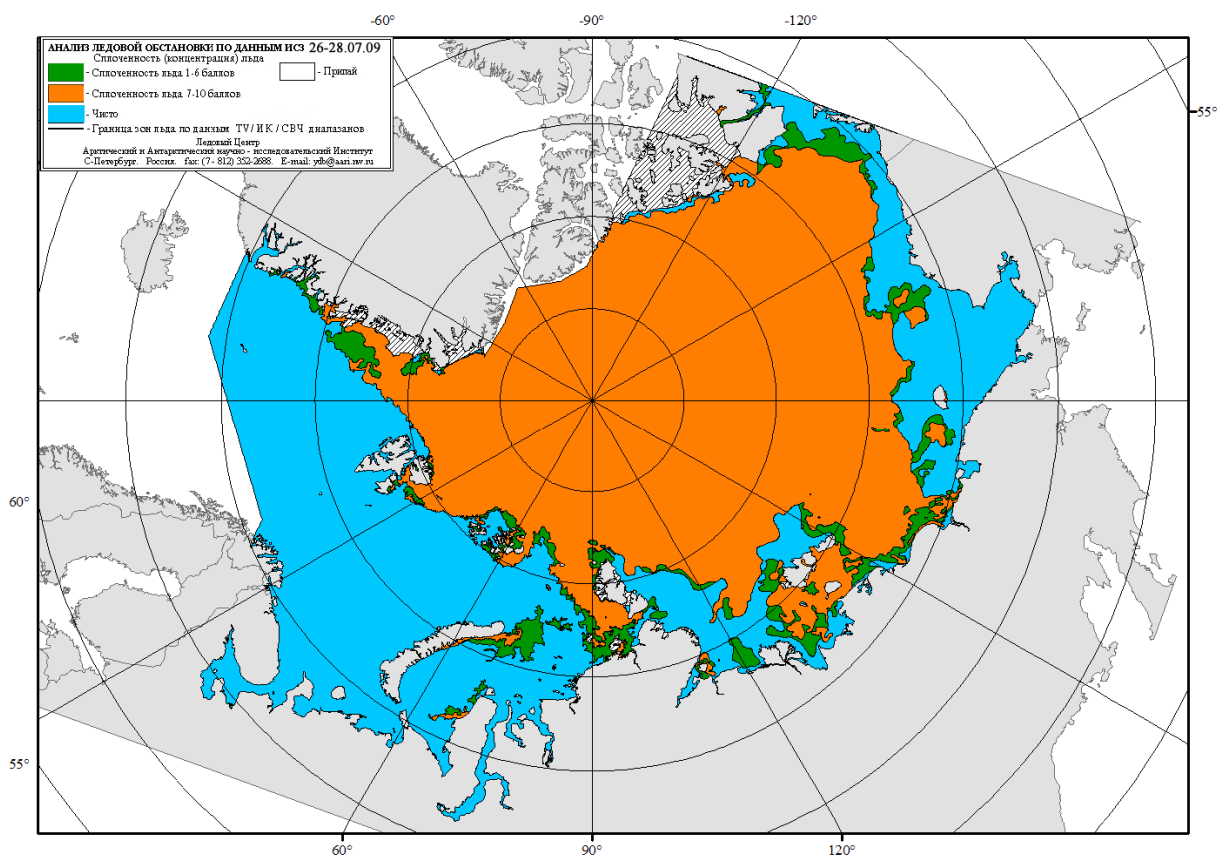 -60°
-90°
-120°
АНАЛИЗ ЛЕДОВОЙ ОБСТАНОВКИ ПО ДАННЫМ ИСЗ 26-28.07.09
Сплоченность (концентрация) льда
- Сплоченность льда 1-6 баллов
- Припай
- Сплоченность льда 7-10 баллов
- Чисто
- Граница зон льда по данным TV / ИК / СВЧ диапазонов
Ледовый Центр
Арктический и Антарктический научно - исследовательский Институт
С-Петербург. Россия. fax: (7- 812) 352-2688. E-mail: ydb@aari.nw.ru
55°
60°
55°
60°
90°
120°